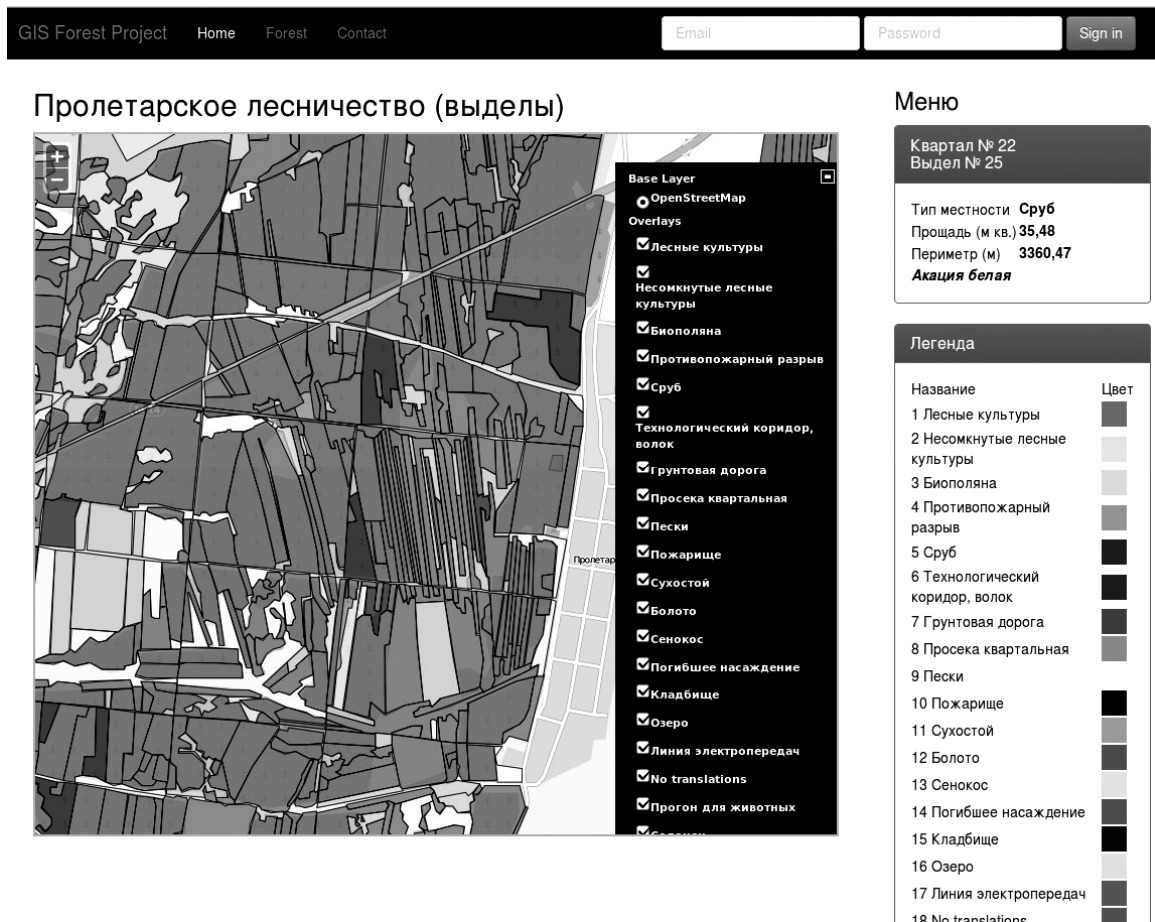 GIS Forest Project Home Forest Contact Email Password Sign in
Пролетарское лесничество (выделы)
Base Layer
OpenStreetMap
Overlays
Лесные культуры
Несомкнутые лесные
культуры
Биополяна
Противопожарный разрыв
Сруб
Технологический коридор,
волок
Грунтовая дорога
Просека квартальная
Пески
Пожарище
Сухостой
Болото
Сенокос
Погибшее насаждение
Кладбище
Озеро
Линия электропередач
No translations
Прогон для животных
Пролетар
Меню
Квартал № 22
Выдел № 25
Тип местности Сруб
Прощадь (м кв.) 35,48
Периметр (м) 3360,47
Акация белая
Легенда
Название Цвет
1 Лесные культуры
2 Несомкнутые лесные
культуры
3 Биополяна
4 Противопожарный
разрыв
5 Сруб
6 Технологический
коридор, волок
7 Грунтовая дорога
8 Просека квартальная
9 Пески
10 Пожарище
11 Сухостой
12 Болото
13 Сенокос
14 Погибшее насаждение
15 Кладбище
16 Озеро
17 Линия электропередач
18 No translations